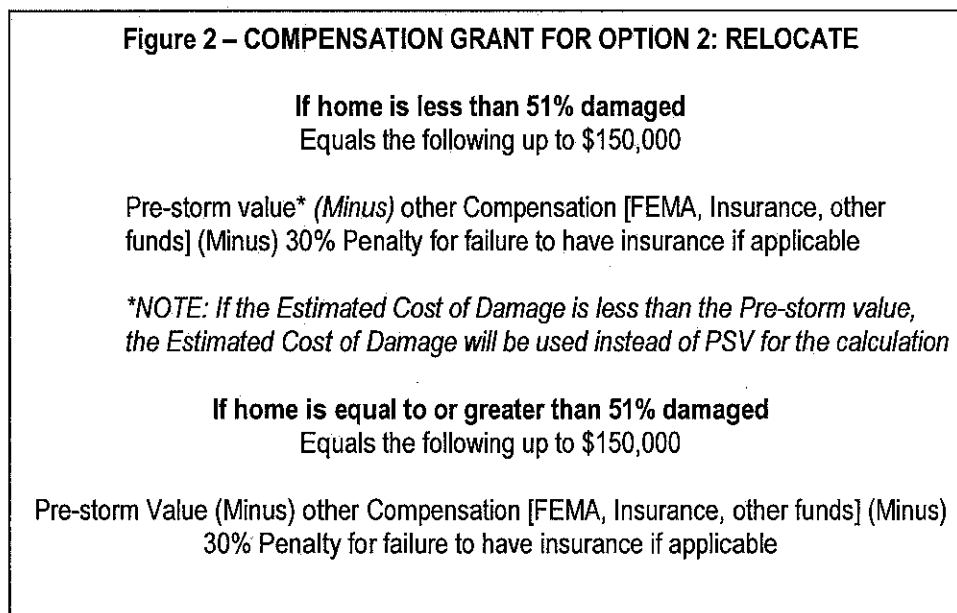 Figure 2 – COMPENSATION GRANT FOR OPTION 2: RELOCATE
If home is less than 51% damaged
Equals the following up to $150,000
Pre-storm value* (Minus) other Compensation [FEMA, Insurance, other
funds] (Minus) 30% Penalty for failure to have insurance if applicable
*NOTE: If the Estimated Cost of Damage is less than the Pre-storm value,
the Estimated Cost of Damage will be used instead of PSV for the calculation
If home is equal to or greater than 51% damaged
Equals the following up to $150,000
Pre-storm Value (Minus) other Compensation [FEMA, Insurance, other funds] (Minus)
30% Penalty for failure to have insurance if applicable